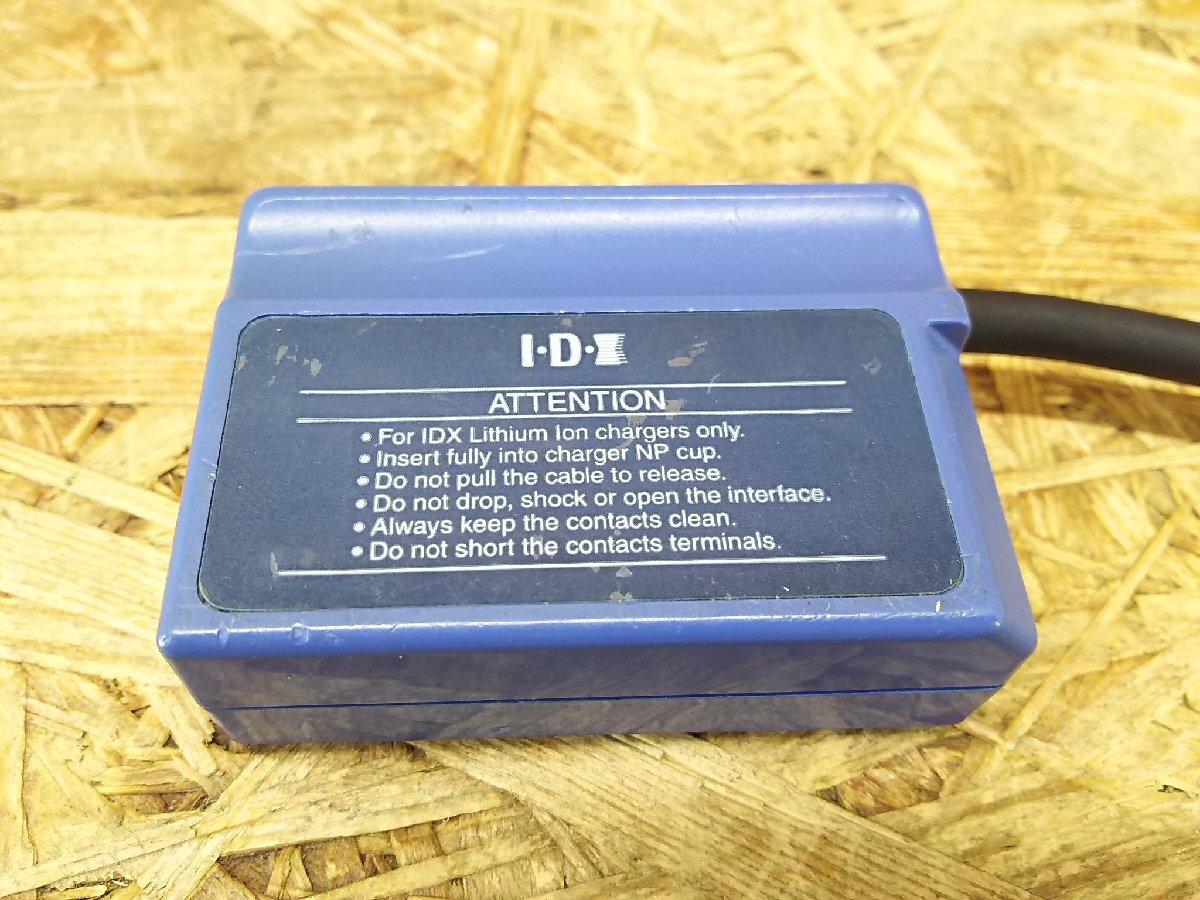 I·D·X
ATTENTION
• For IDX Lithium Ion chargers only.
• Insert fully into charger NP cup.
• Do not pull the cable to release.
• Do not drop, shock or open the interface.
• Always keep the contacts clean.
• Do not short the contacts terminals.